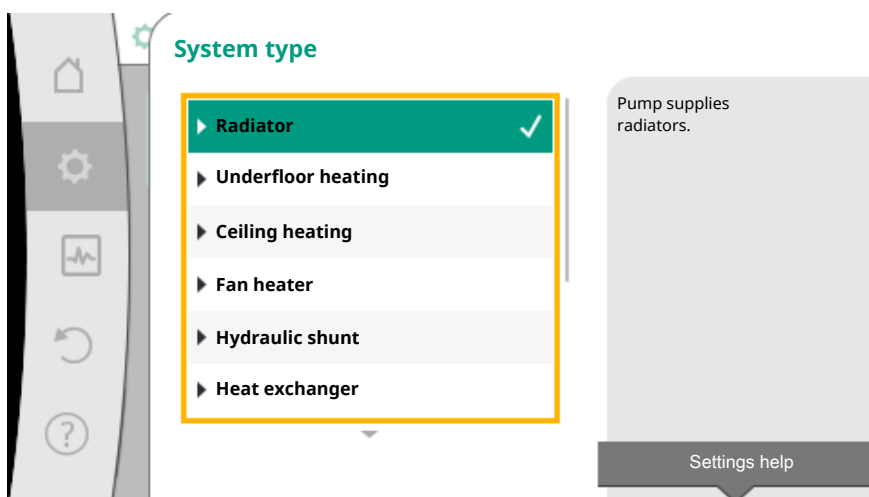 System type
Radiator
Underfloor heating
Ceiling heating
Fan heater
Hydraulic shunt
Heat exchanger
Pump supplies
radiators.
Settings help